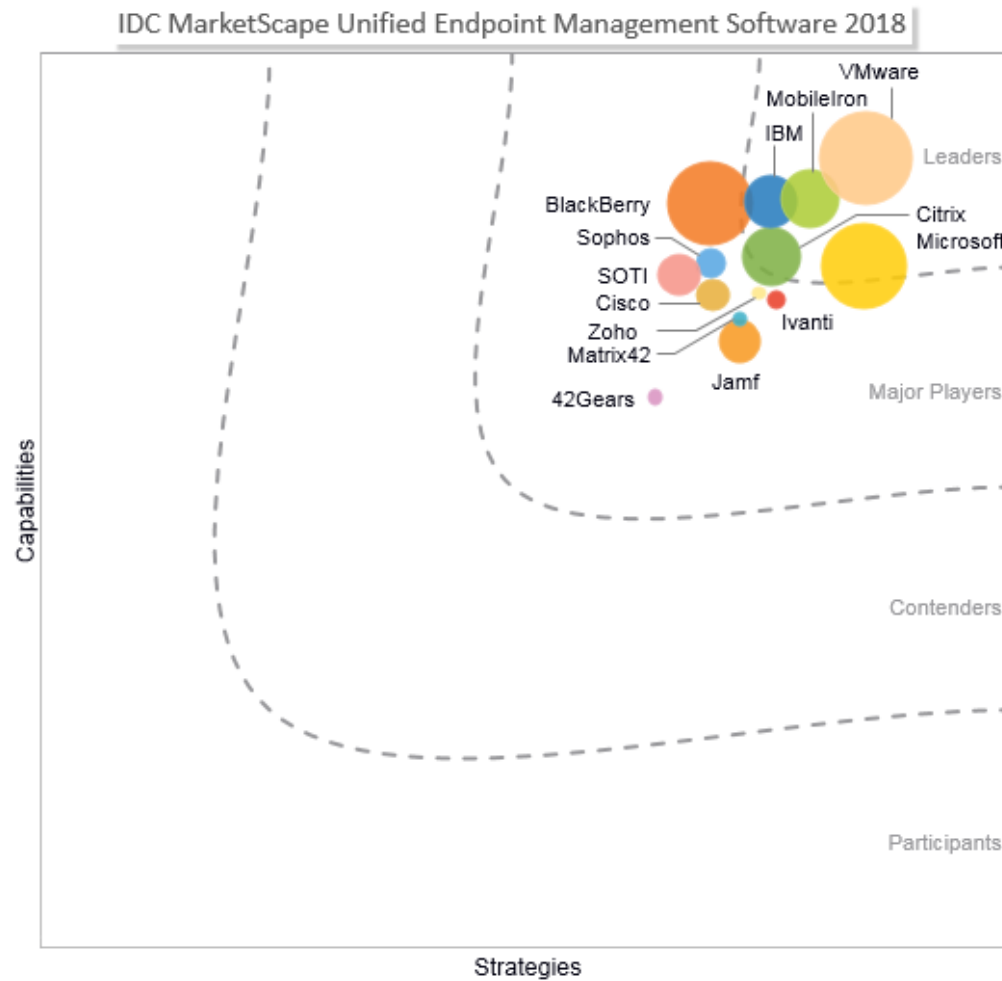 IDC MarketScape Unified Endpoint Management Software 2018
VMware
MobileIron
IBM
Leaders
BlackBerry
Citrix
Sophos
Microsoft
SOTI
Cisco
Zoho
Ivanti
Matrix42
Jamf
42Gears
Major Players
Capabilities
Contenders
Participants
Strategies